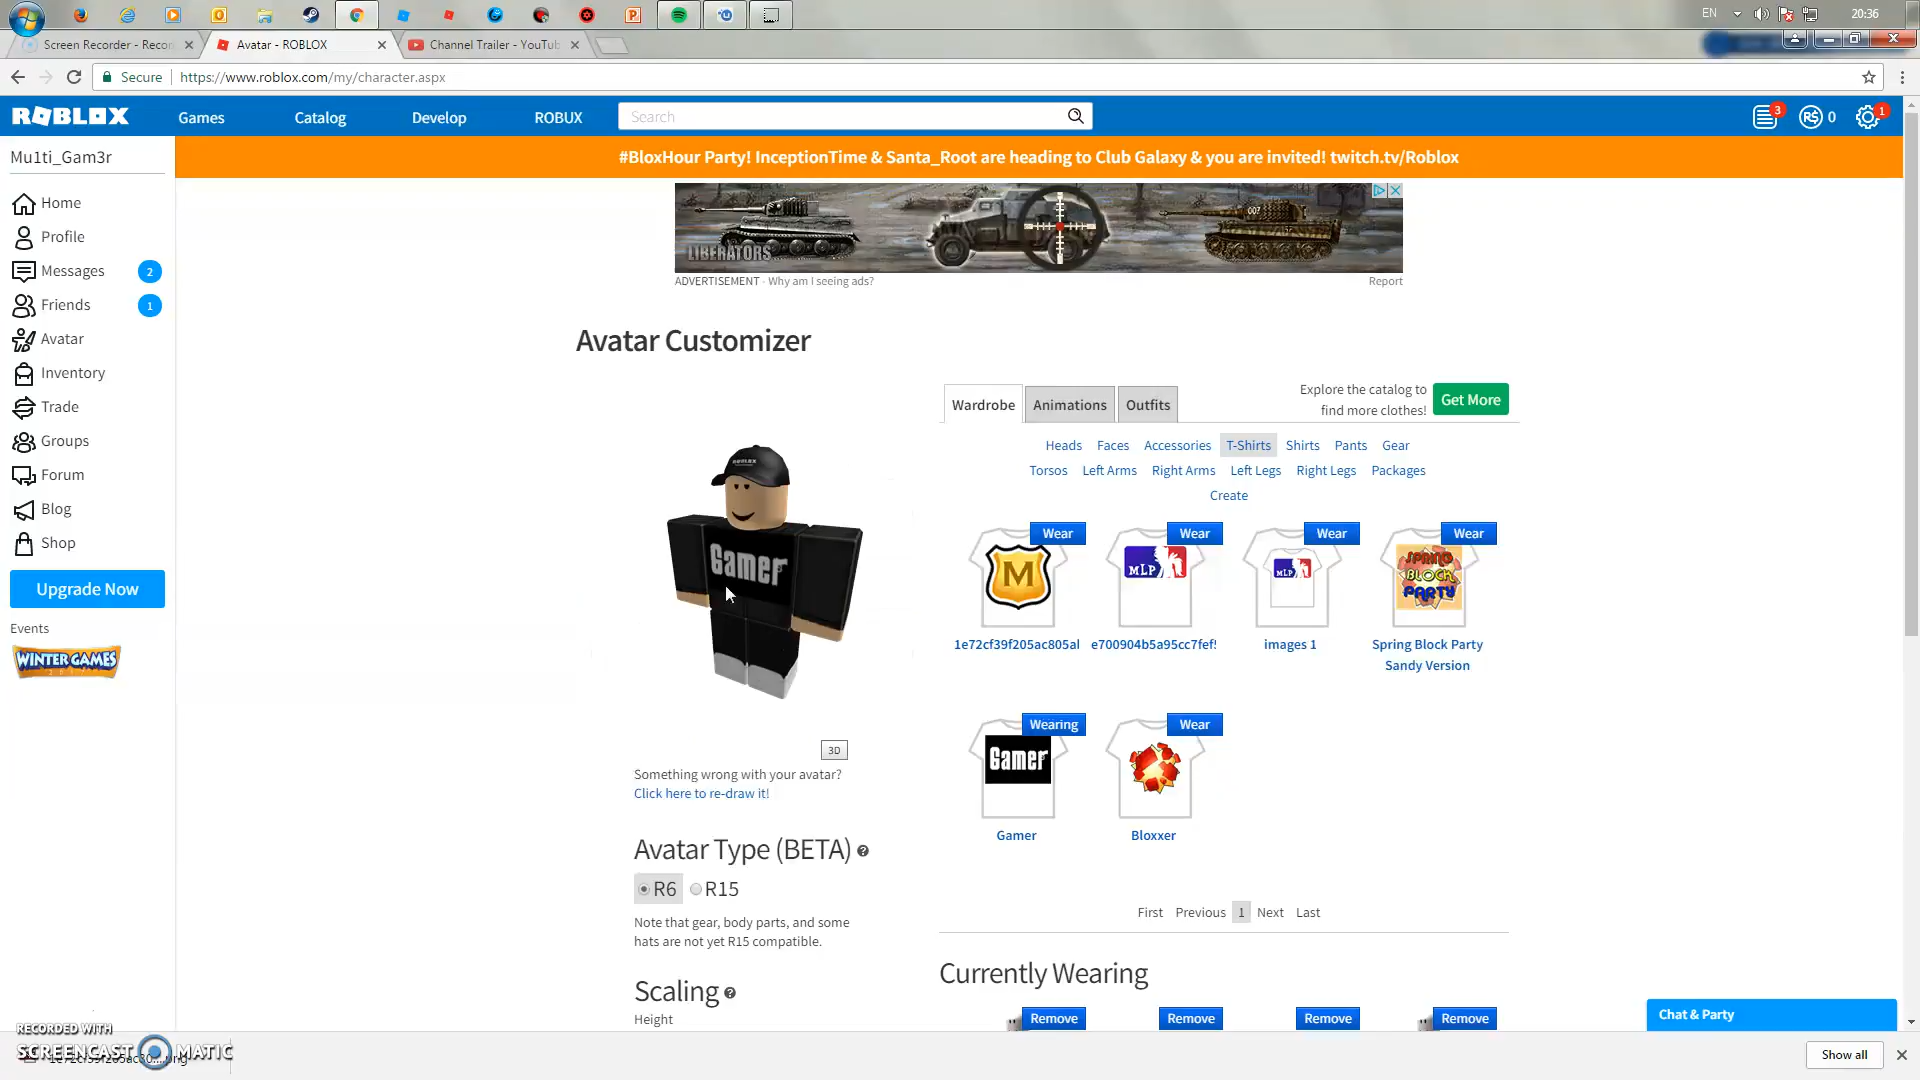 EN
20:36
Screen Recorder - Recor
Avatar - ROBLOX
Channel Trailer - YouTub
Secure
https://www.roblox.com/my/character.aspx
ROBLOX
Games
Catalog
Develop
ROBUX
Search
3
R$ 0
1
Mu1ti_Gam3r
#BloxHour Party! InceptionTime & Santa_Root are heading to Club Galaxy & you are invited! twitch.tv/Roblox
Home
Profile
Messages 2
Friends 1
Avatar
Inventory
Trade
Groups
Forum
Blog
Shop
Upgrade Now
Events
WINTER GAMES
LIBERATORS
007
ADVERTISEMENT - Why am I seeing ads?
Report
Avatar Customizer
ROBLOX
Gamer
3D
Something wrong with your avatar?
Click here to re-draw it!
Avatar Type (BETA)
R6 R15
Note that gear, body parts, and some
hats are not yet R15 compatible.
Scaling
Height
Wardrobe
Animations
Outfits
Explore the catalog to
find more clothes!
Get More
Heads Faces Accessories T-Shirts Shirts Pants Gear
Torsos Left Arms Right Arms Left Legs Right Legs Packages
Create
Wear Wear Wear Wear
M
MLP
MLP
SPRING
BLOCK
PARTY
1e72cf39f205ac805al
e700904b5a95cc7fef!
images 1
Spring Block Party
Sandy Version
Wearing Wear
Gamer
Gamer
Bloxxer
First Previous 1 Next Last
Currently Wearing
Remove Remove Remove Remove
Chat & Party
RECORDED WITH
SCREENCAST MATIC
Show all